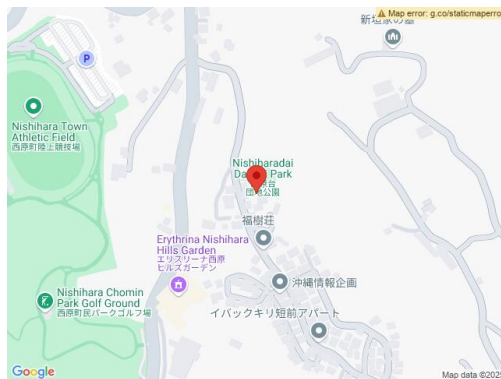 Map error: g.co/staticmaperro
新垣家の墓
P
Nishihara Town
Athletic Field
西原町陸上競技場
Nishiharadai
Park
団地公園
福樹荘
Erythrina Nishihara
Hills Garden
エリスリーナ西原
ヒルズガーデン
沖縄情報企画
Nishihara Chomin
Park Golf Ground
西原町民パークゴルフ場
イバックキリ短前アパート
Google
Map data ©2025